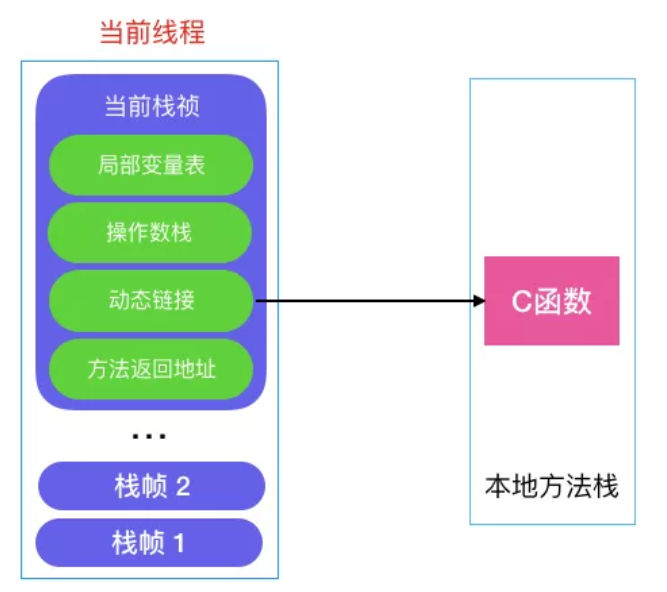 当前线程
当前栈祯
局部变量表
操作数栈
动态链接
方法返回地址
...
栈帧 2
栈帧 1
C函数
本地方法栈